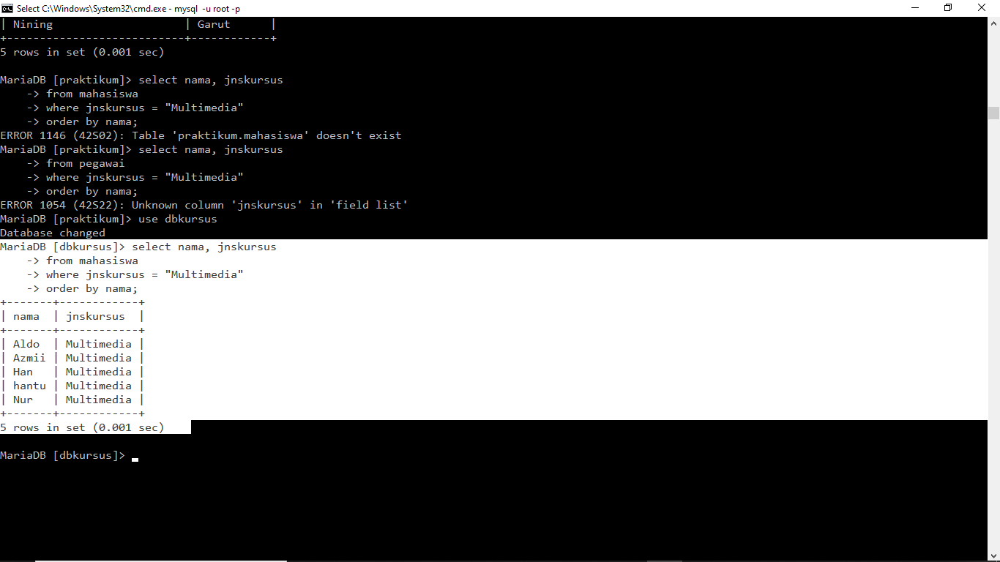 Select C:\Windows\System32\cmd.exe - mysql  -u root -p
| Nining                    | Garut      |
+---------------------------+------------+
5 rows in set (0.001 sec)
MariaDB [praktikum]> select nama, jnskursus
    -> from mahasiswa
    -> where jnskursus = "Multimedia"
    -> order by nama;
ERROR 1146 (42S02): Table 'praktikum.mahasiswa' doesn't exist
MariaDB [praktikum]> select nama, jnskursus
    -> from pegawai
    -> where jnskursus = "Multimedia"
    -> order by nama;
ERROR 1054 (42S22): Unknown column 'jnskursus' in 'field list'
MariaDB [praktikum]> use dbkursus
Database changed
MariaDB [dbkursus]> select nama, jnskursus
    -> from mahasiswa
    -> where jnskursus = "Multimedia"
    -> order by nama;
+-------+------------+
| nama  | jnskursus  |
+-------+------------+
| Aldo  | Multimedia |
| Azmii | Multimedia |
| Han   | Multimedia |
| hantu | Multimedia |
| Nur   | Multimedia |
+-------+------------+
5 rows in set (0.001 sec)
MariaDB [dbkursus]>